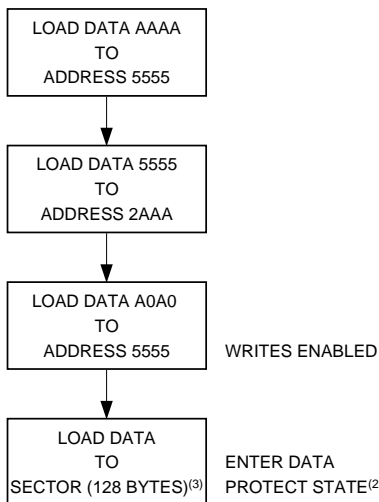 LOAD DATA AAAA
TO
ADDRESS 5555
LOAD DATA 5555
TO
ADDRESS 2AAA
LOAD DATA A0A0
TO
ADDRESS 5555
WRITES ENABLED
LOAD DATA
TO
SECTOR (128 BYTES)(3)
ENTER DATA
PROTECT STATE(2